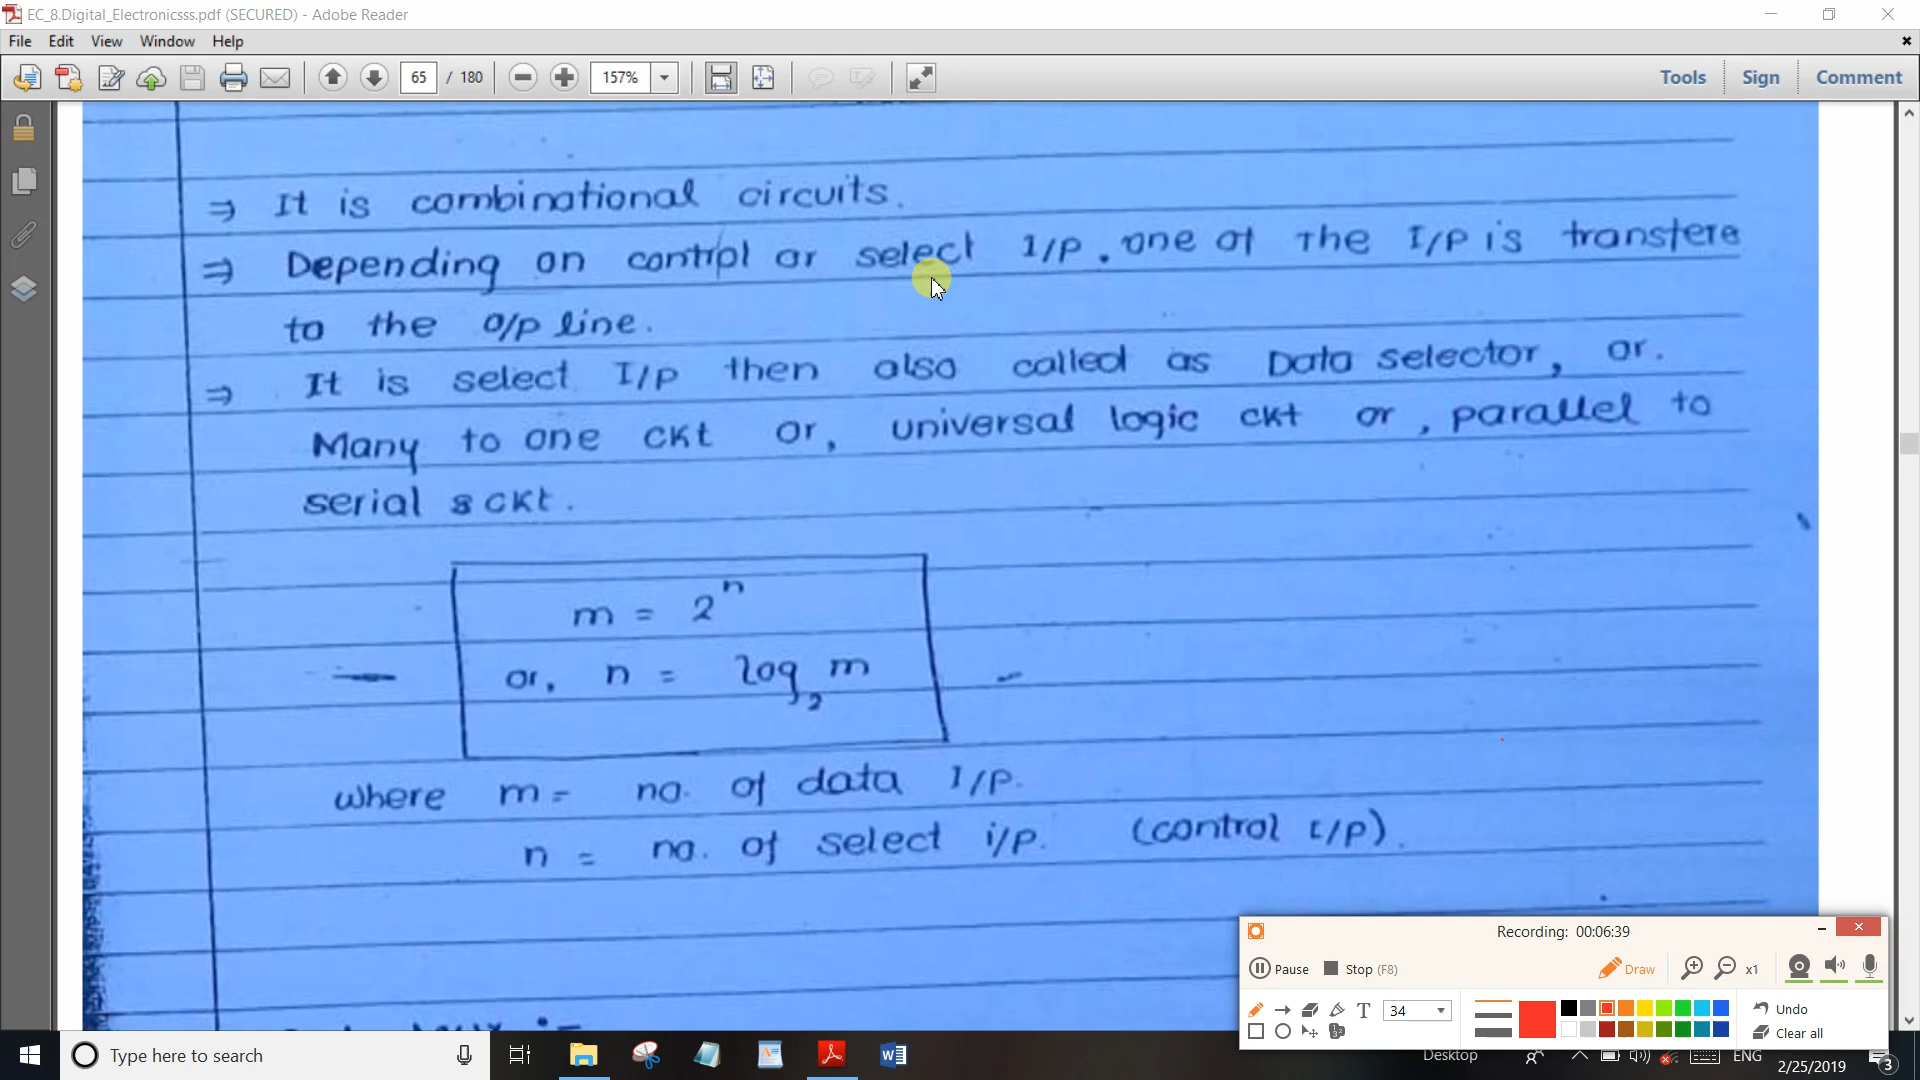 EC_8.Digital_Electronicsss.pdf (SECURED) - Adobe Reader
File Edit View Window Help
65 / 180 157% Tools Sign Comment
⇒ It is combinational circuits.
⇒ Depending on control or select I/P. one of the I/P is transfere
to the O/P line.
⇒ It is select I/P then also called as Data selector, or.
Many to one ckt or, universal logic ckt or, parallel to
serial s ckt.
m = 2^n
or, n = log₂ m
where m = no. of data I/P.
n = no. of select i/p. (control I/P).
Recording: 00:06:39
Pause Stop (F8) Draw x1
T 34 Undo
Clear all
Type here to search
Desktop ENG
2/25/2019 3